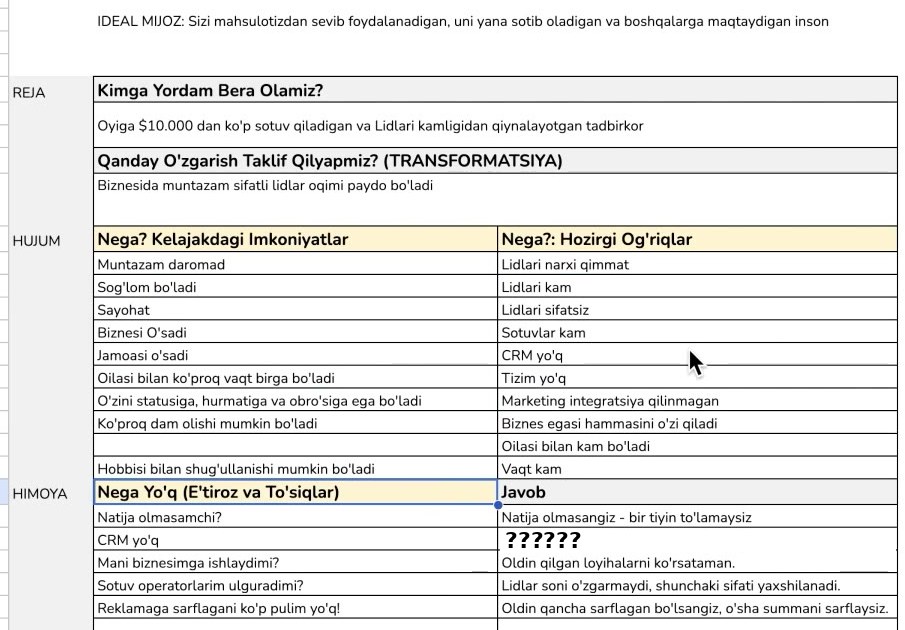 IDEAL MIJOZ: Sizi mahsulotizdan sevib foydalanadigan, uni yana sotib oladigan va boshqalarga maqtaydigan inson
REJA
Kimga Yordam Bera Olamiz?
Oyiga $10.000 dan ko'p sotuv qiladigan va Lidlari kamligidan qiynalayotgan tadbirkor
Qanday O'zgarish Taklif Qilyapmiz? (TRANSFORMATSIYA)
Biznesida muntazam sifatli lidlar oqimi paydo bo'ladi
HUJUM
Nega? Kelajakdagi Imkoniyatlar
Nega?: Hozirgi Og'riqlar
Muntazam daromad
Lidlari narxi qimmat
Sog'lom bo'ladi
Lidlari kam
Sayohat
Lidlari sifatsiz
Biznesi O'sadi
Sotuvlar kam
Jamoasi o'sadi
CRM yo'q
Oilasi bilan ko'proq vaqt birga bo'ladi
Tizim yo'q
O'zini statusiga, hurmatiga va obro'siga ega bo'ladi
Marketing integratsiya qilinmagan
Ko'proq dam olishi mumkin bo'ladi
Biznes egasi hammasini o'zi qiladi
Oilasi bilan kam bo'ladi
Hobbisi bilan shug'ullanishi mumkin bo'ladi
Vaqt kam
HIMOYA
Nega Yo'q (E'tiroz va To'siqlar)
Javob
Natija olmasamchi?
Natija olmasangiz - bir tiyin to'lamaysiz
CRM yo'q
??????
Mani biznesimga ishlaydimi?
Oldin qilgan loyihalarni ko'rsataman.
Sotuv operatorlarim ulguradimi?
Lidlar soni o'zgarmaydi, shunchaki sifati yaxshilanadi.
Reklamaga sarflagani ko'p pulim yo'q!
Oldin qancha sarflagan bo'lsangiz, o'sha summani sarflaysiz.